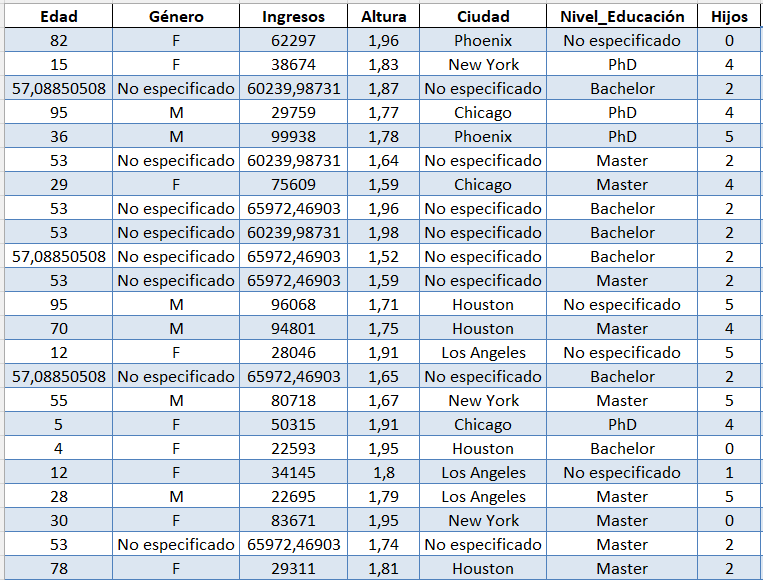 Edad Género Ingresos Altura Ciudad Nivel_Educación Hijos
82 F 62297 1,96 Phoenix No especificado 0
15 F 38674 1,83 New York PhD 4
57,08850508 No especificado 60239,98731 1,87 No especificado Bachelor 2
95 M 29759 1,77 Chicago PhD 4
36 M 99938 1,78 Phoenix PhD 5
53 No especificado 60239,98731 1,64 No especificado Master 2
29 F 75609 1,59 Chicago Master 4
53 No especificado 65972,46903 1,96 No especificado Bachelor 2
53 No especificado 60239,98731 1,98 No especificado Bachelor 2
57,08850508 No especificado 65972,46903 1,52 No especificado Bachelor 2
53 No especificado 65972,46903 1,59 No especificado Master 2
95 M 96068 1,71 Houston No especificado 5
70 M 94801 1,75 Houston Master 4
12 F 28046 1,91 Los Angeles No especificado 5
57,08850508 No especificado 65972,46903 1,65 No especificado Bachelor 2
55 M 80718 1,67 New York Master 5
5 F 50315 1,91 Chicago PhD 4
4 F 22593 1,95 Houston Bachelor 0
12 F 34145 1,8 Los Angeles No especificado 1
28 M 22695 1,79 Los Angeles Master 5
30 F 83671 1,95 New York Master 0
53 No especificado 65972,46903 1,74 No especificado Master 2
78 F 29311 1,81 Houston Master 2